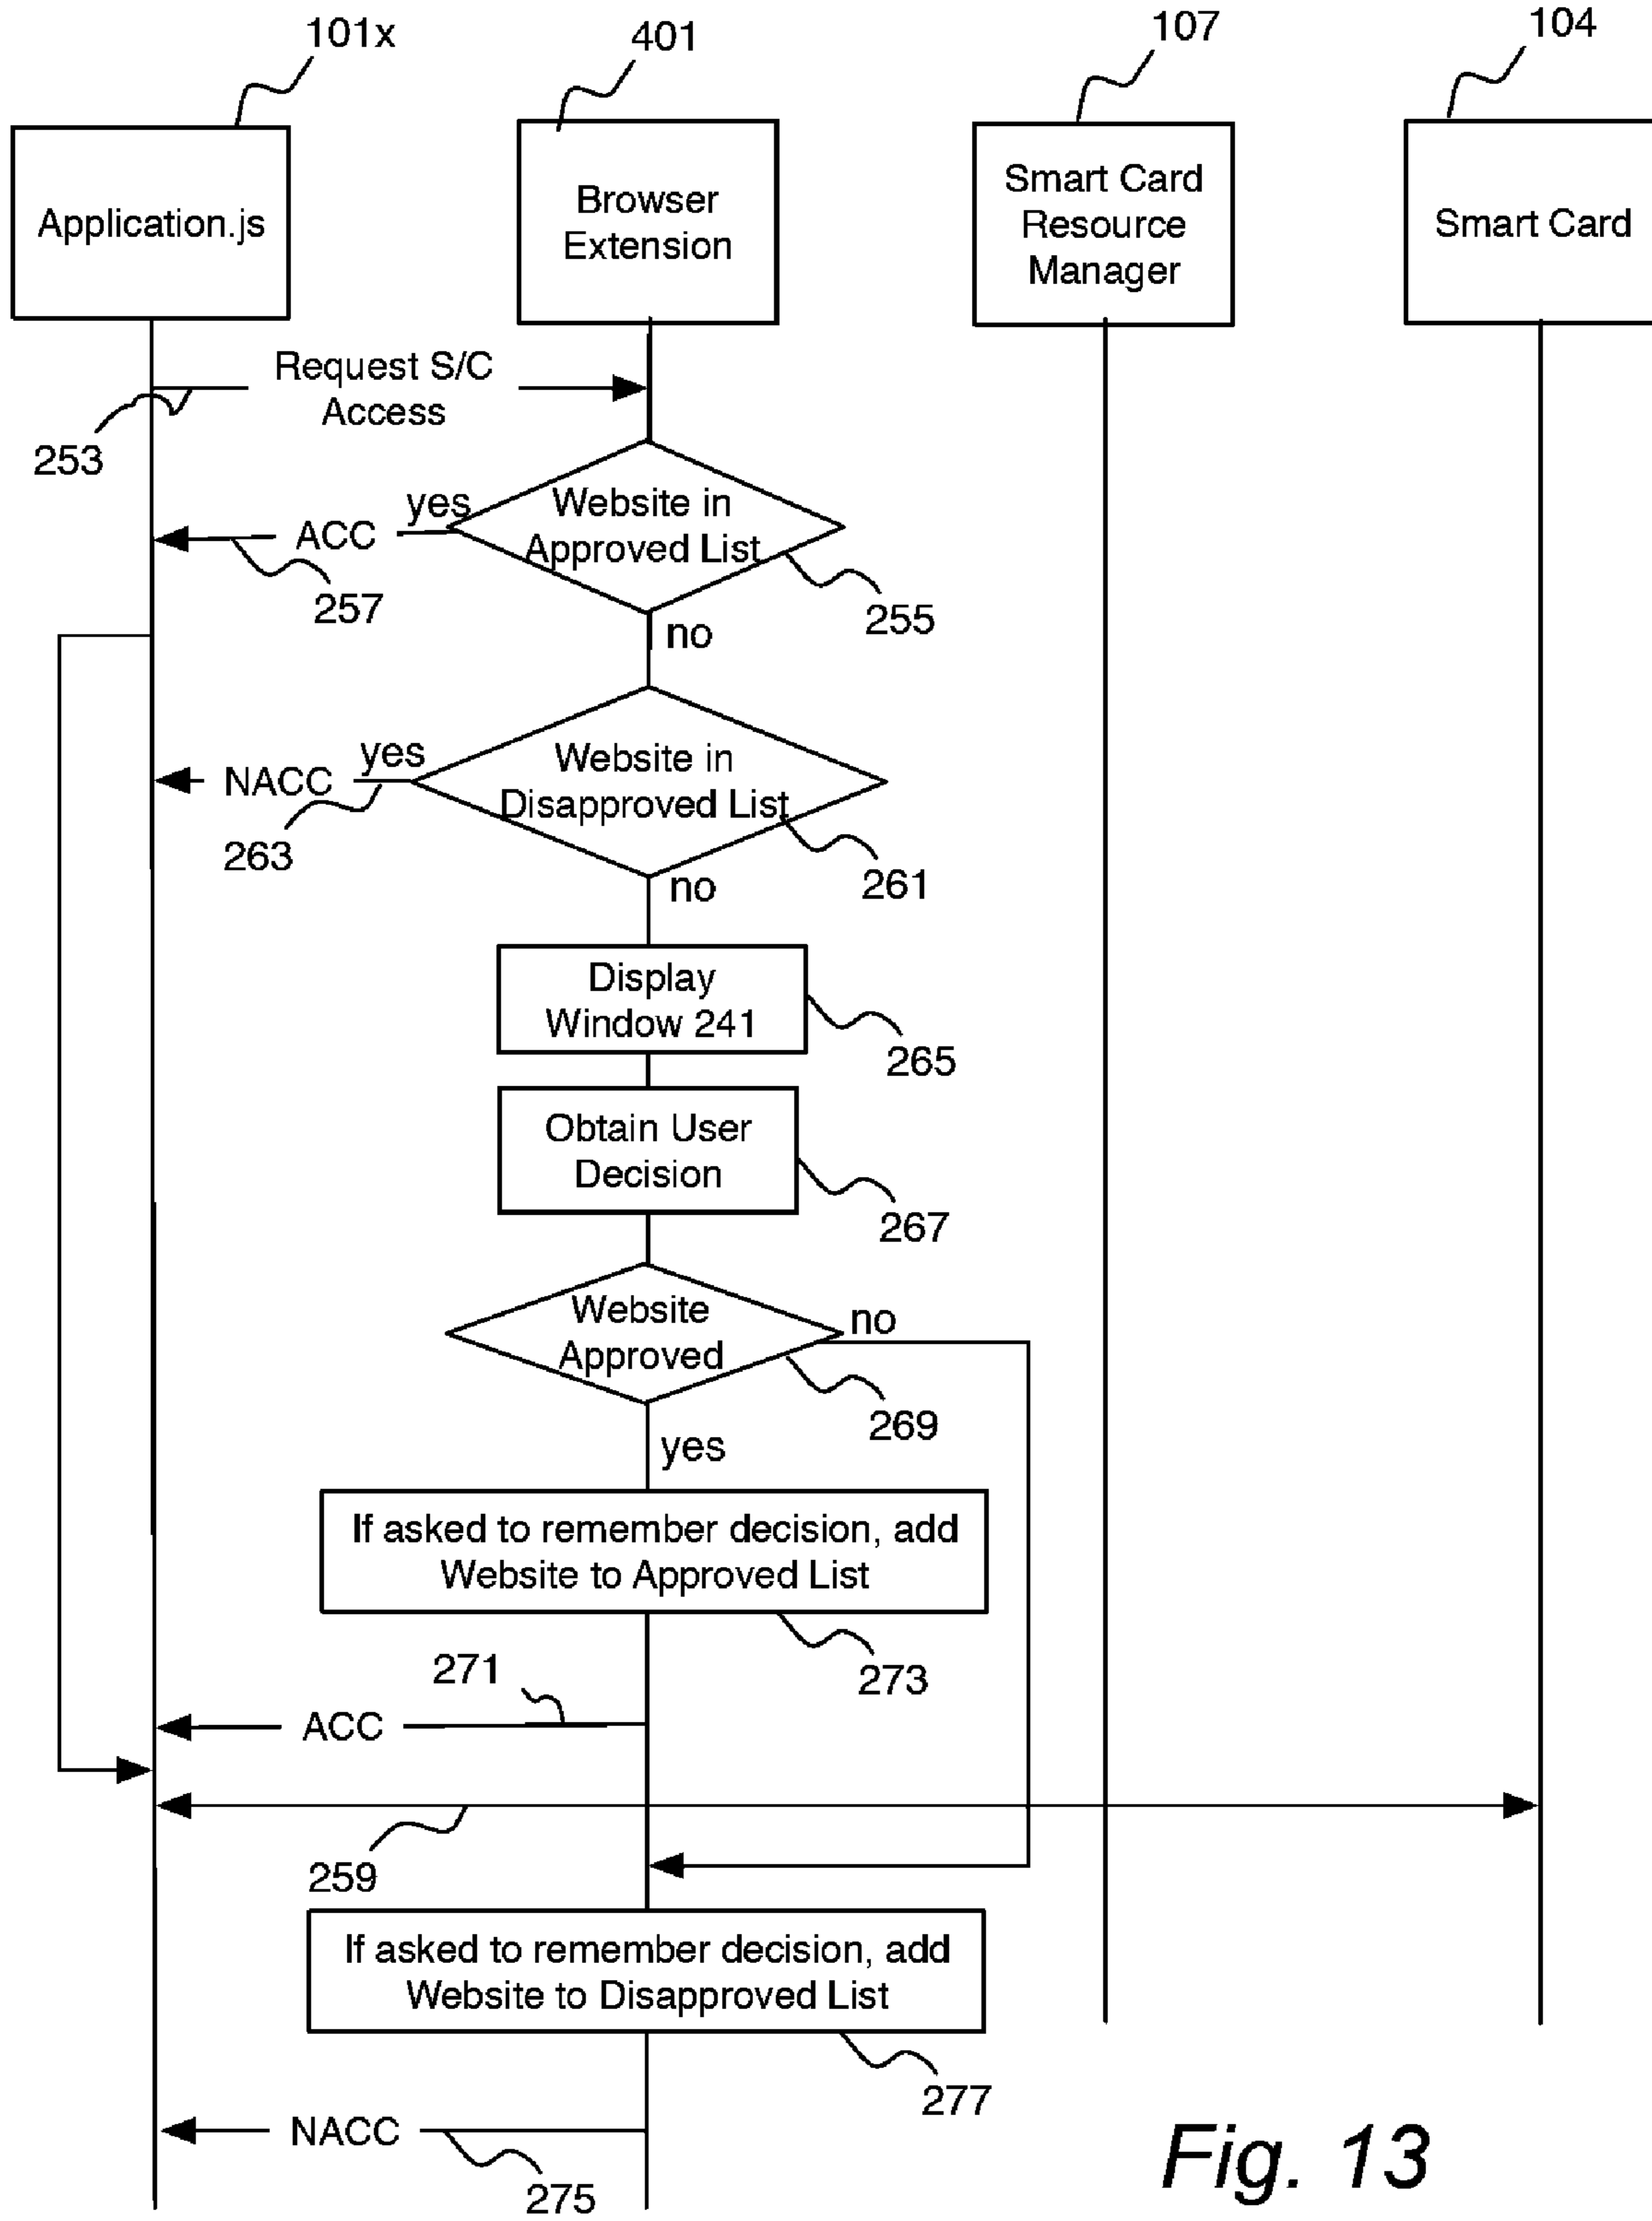 101x
401
107
104
Application.js
Browser
Extension
Smart Card
Resource
Manager
Smart Card
Request S/C
Access
253
yes
Website in
Approved List
ACC
257
255
no
yes
Website in
Disapproved List
NACC
263
261
no
Display
Window 241
265
Obtain User
Decision
267
Website
Approved
no
269
yes
If asked to remember decision, add
Website to Approved List
271
273
ACC
259
If asked to remember decision, add
Website to Disapproved List
277
NACC
275
Fig. 13